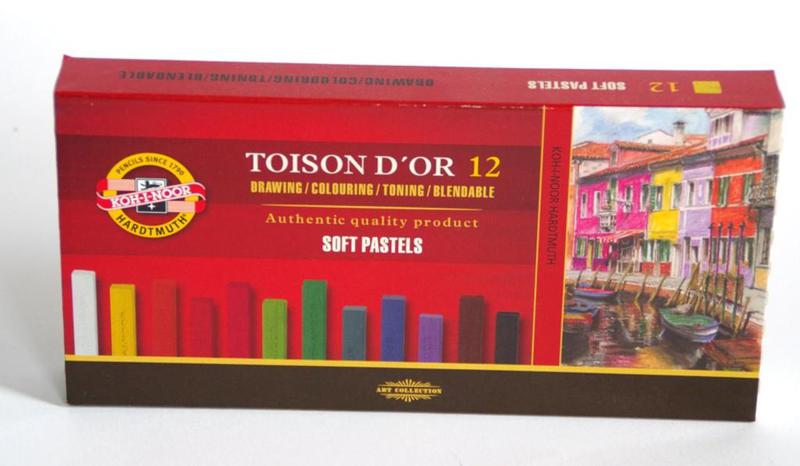 DRAWING/COLOURING/TONING/BLENDABLE
SOFT PASTELS 12
PENCILS SINCE 1790
KOH-I-NOOR
HARDTMUTH
TOISON D´OR 12
DRAWING / COLOURING / TONING / BLENDABLE
Authentic quality product
SOFT PASTELS
KOH-I-NOOR HARDTMUTH
ART COLLECTION